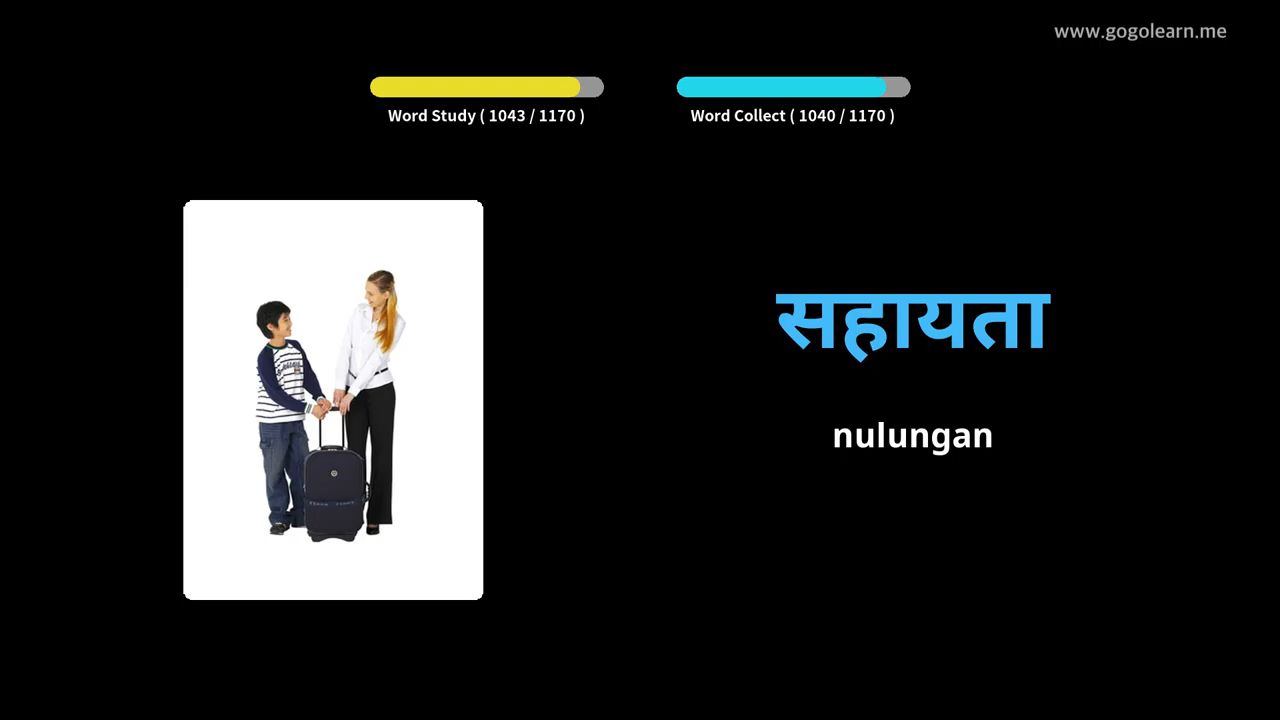 www.gogolearn.me
Word Study ( 1043 / 1170 )
Word Collect ( 1040 / 1170 )
सहायता
nulungan